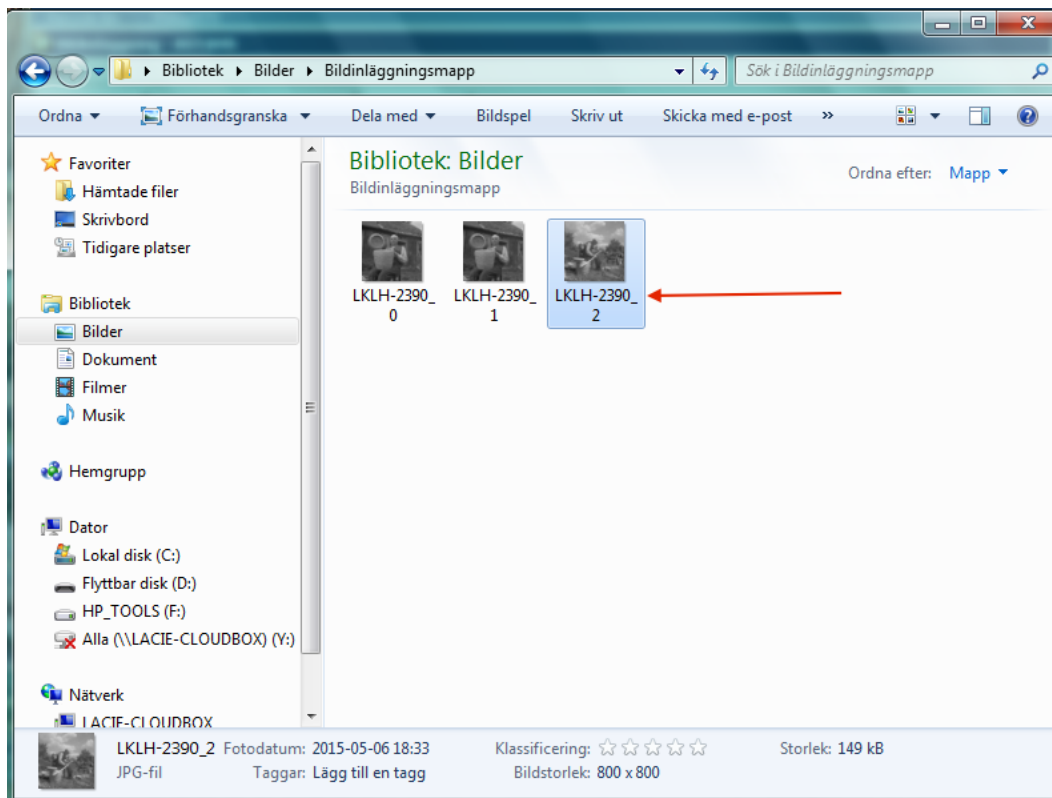 Bibliotek Bilder Bildinläggningsmapp
Sök i Bildinläggningsmapp
Ordna Förhandsgranska Dela med Bildspel Skriv ut Skicka med e-post »
Favoriter
Hämtade filer
Skrivbord
Tidigare platser
Bibliotek
Bilder
Dokument
Filmer
Musik
Hemgrupp
Dator
Lokal disk (C:)
Flyttbar disk (D:)
HP_TOOLS (F:)
Alla (\\LACIE-CLOUDBOX) (Y:)
Nätverk
LACIE-CLOUDBOX
Bibliotek: Bilder
Bildinläggningsmapp
Ordna efter: Mapp
LKLH-2390_
0
LKLH-2390_
1
LKLH-2390_
2
LKLH-2390_2 Fotodatum: 2015-05-06 18:33 Klassificering: Storlek: 149 kB
JPG-fil Taggar: Lägg till en tagg Bildstorlek: 800 x 800